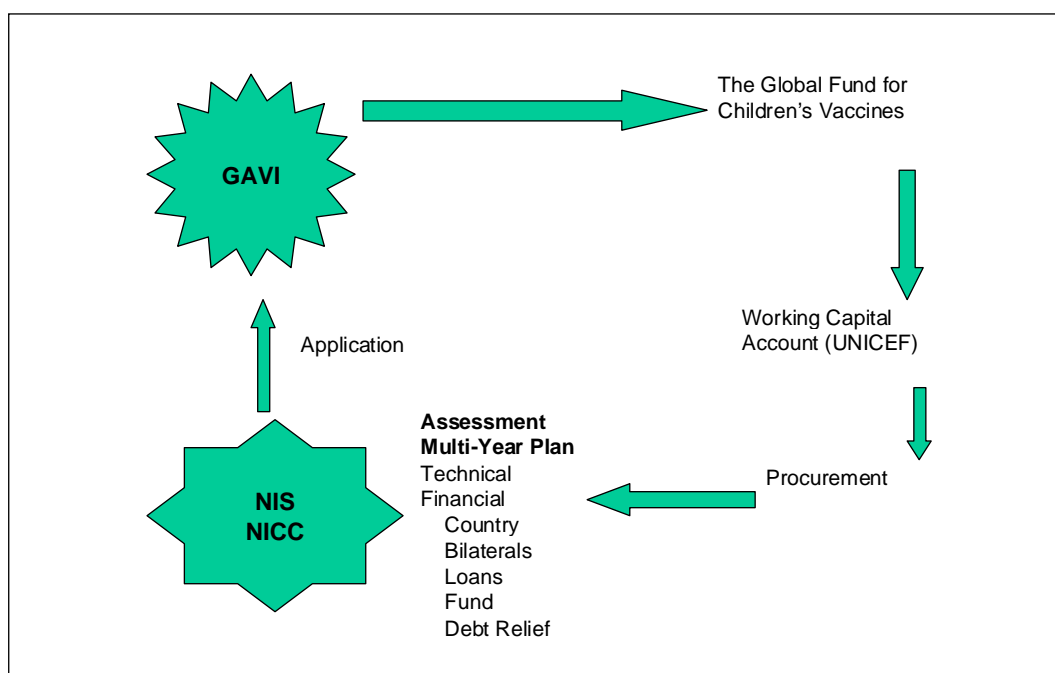 GAVI
The Global Fund for
Children’s Vaccines
Working Capital
Account (UNICEF)
Procurement
Application
Assessment
Multi-Year Plan
Technical
Financial
Country
Bilaterals
Loans
Fund
Debt Relief
NIS
NICC